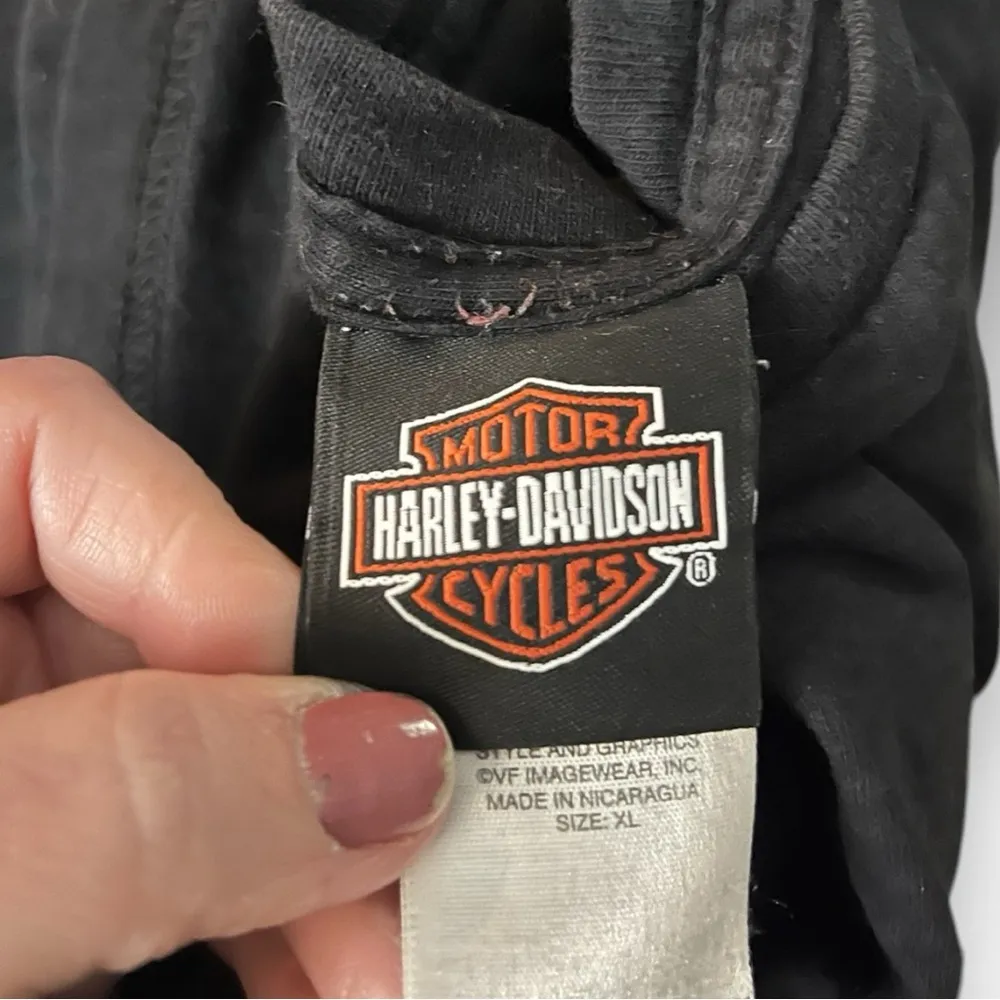 MOTOR
HARLEY-DAVIDSON
CYCLES
®
STYLE AND GRAPHICS
©VF IMAGEWEAR, INC.
MADE IN NICARAGUA
SIZE: XL